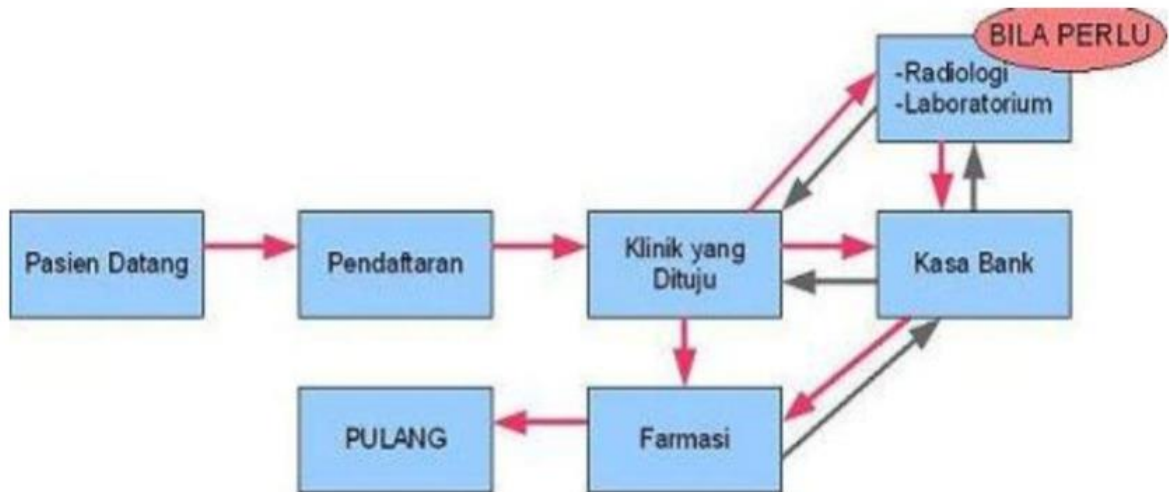 BILA PERLU
-Radiologi
-Laboratorium
Pasien Datang
Pendaftaran
Klinik yang
Dituju
Kasa Bank
PULANG
Farmasi